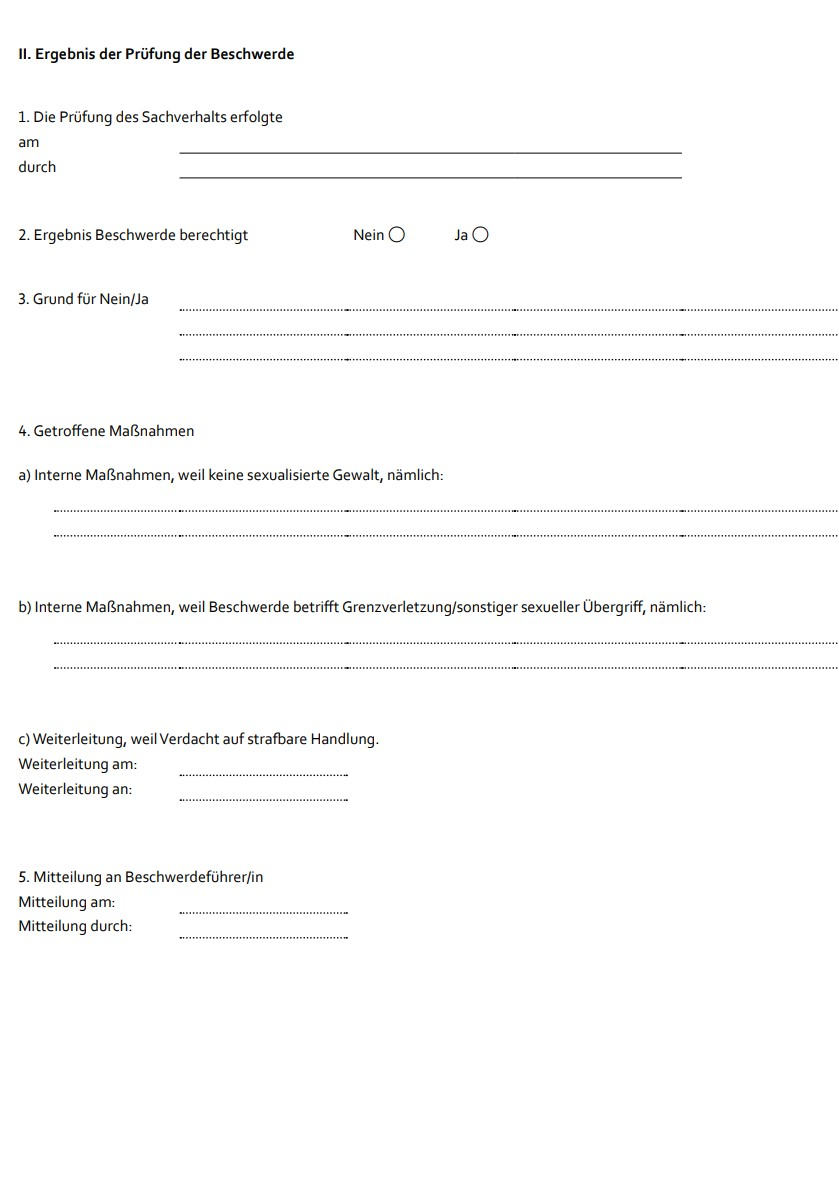 II. Ergebnis der Prüfung der Beschwerde
1. Die Prüfung des Sachverhalts erfolgte
am
durch
2. Ergebnis Beschwerde berechtigt Nein Ja
3. Grund für Nein/Ja
4. Getroffene Maßnahmen
a) Interne Maßnahmen, weil keine sexualisierte Gewalt, nämlich:
b) Interne Maßnahmen, weil Beschwerde betrifft Grenzverletzung/sonstiger sexueller Übergriff, nämlich:
c) Weiterleitung, weil Verdacht auf strafbare Handlung.
Weiterleitung am:
Weiterleitung an:
5. Mitteilung an Beschwerdeführer/in
Mitteilung am:
Mitteilung durch: